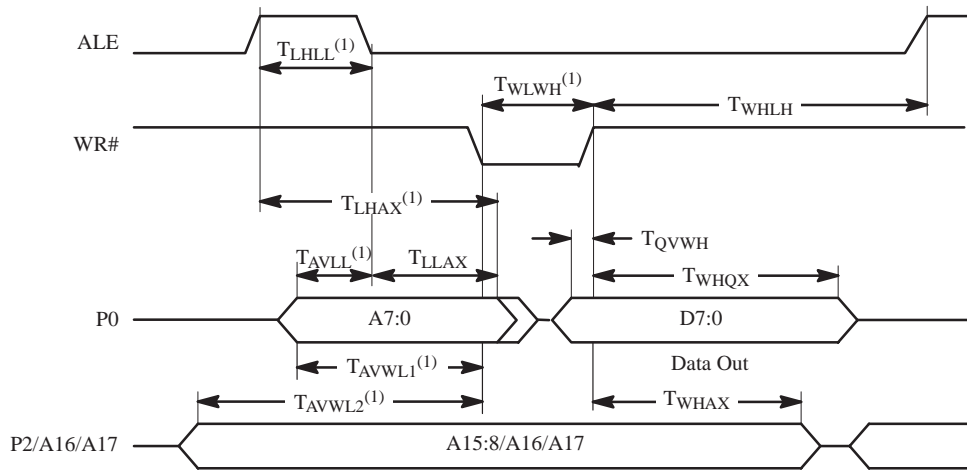 ALE
TLHLL(1)
TWLWH(1)
TWHLH
WR#
TLHAX(1)
TQVWH
TAVLL(1)
TLLAX
TWHQX
P0
A7:0
D7:0
TAVWL1(1)
Data Out
TAVWL2(1)
TWHAX
P2/A16/A17
A15:8/A16/A17